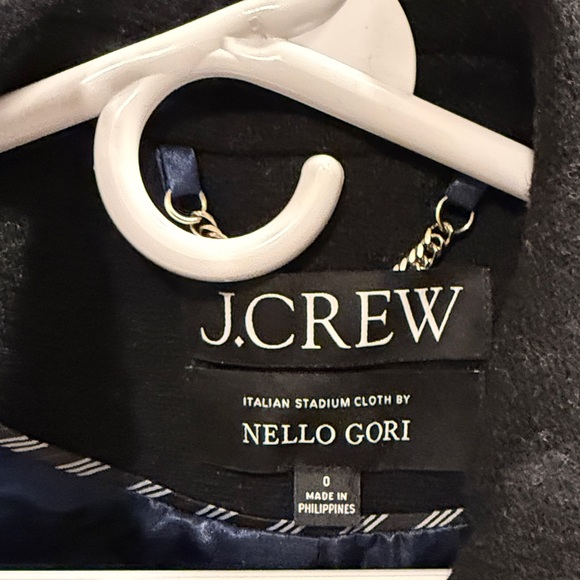 J.CREW
ITALIAN STADIUM CLOTH BY
NELLO GORI
0
MADE IN
PHILIPPINES